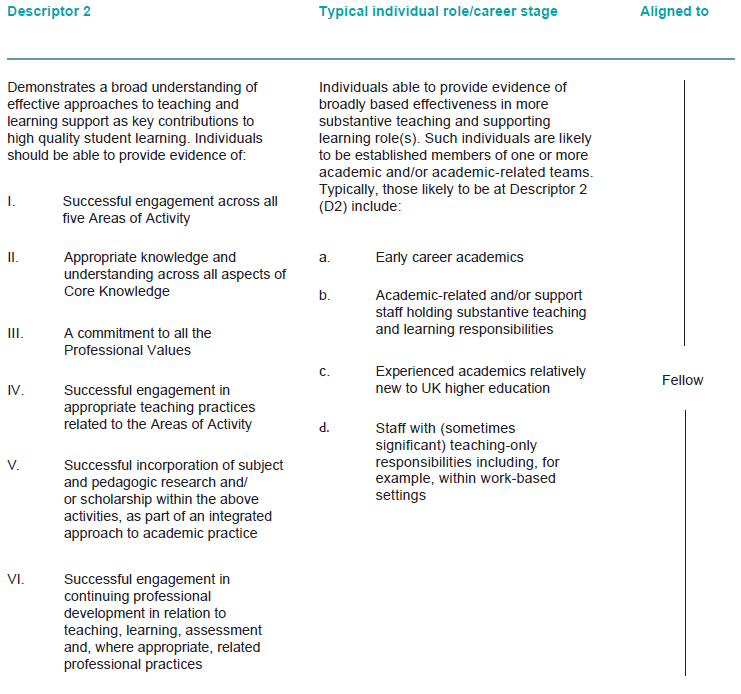 Descriptor 2
Typical individual role/career stage
Aligned to
Demonstrates a broad understanding of
effective approaches to teaching and
learning support as key contributions to
high quality student learning. Individuals
should be able to provide evidence of:
I. Successful engagement across all
five Areas of Activity
II. Appropriate knowledge and
understanding across all aspects of
Core Knowledge
III. A commitment to all the
Professional Values
IV. Successful engagement in
appropriate teaching practices
related to the Areas of Activity
V. Successful incorporation of subject
and pedagogic research and/
or scholarship within the above
activities, as part of an integrated
approach to academic practice
VI. Successful engagement in
continuing professional
development in relation to
teaching, learning, assessment
and, where appropriate, related
professional practices
Individuals able to provide evidence of
broadly based effectiveness in more
substantive teaching and supporting
learning role(s). Such individuals are likely
to be established members of one or more
academic and/or academic-related teams.
Typically, those likely to be at Descriptor 2
(D2) include:
a. Early career academics
b. Academic-related and/or support
staff holding substantive teaching
and learning responsibilities
c. Experienced academics relatively
new to UK higher education
d. Staff with (sometimes
significant) teaching-only
responsibilities including, for
example, within work-based
settings
Fellow